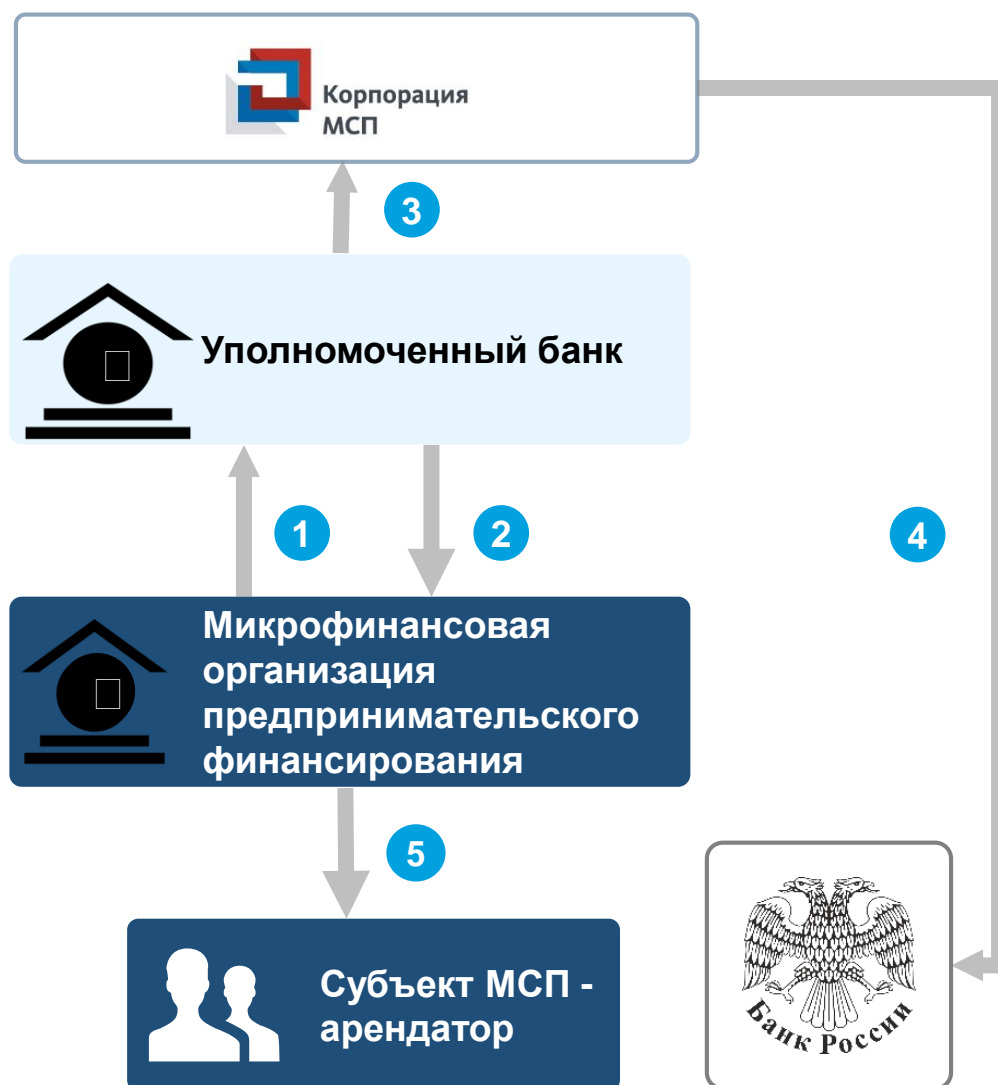 Корпорация
МСП
3
Уполномоченный банк
1
2
4
Микрофинансовая
организация
предпринимательского
финансирования
5
Субъект МСП -
арендатор
Банк России